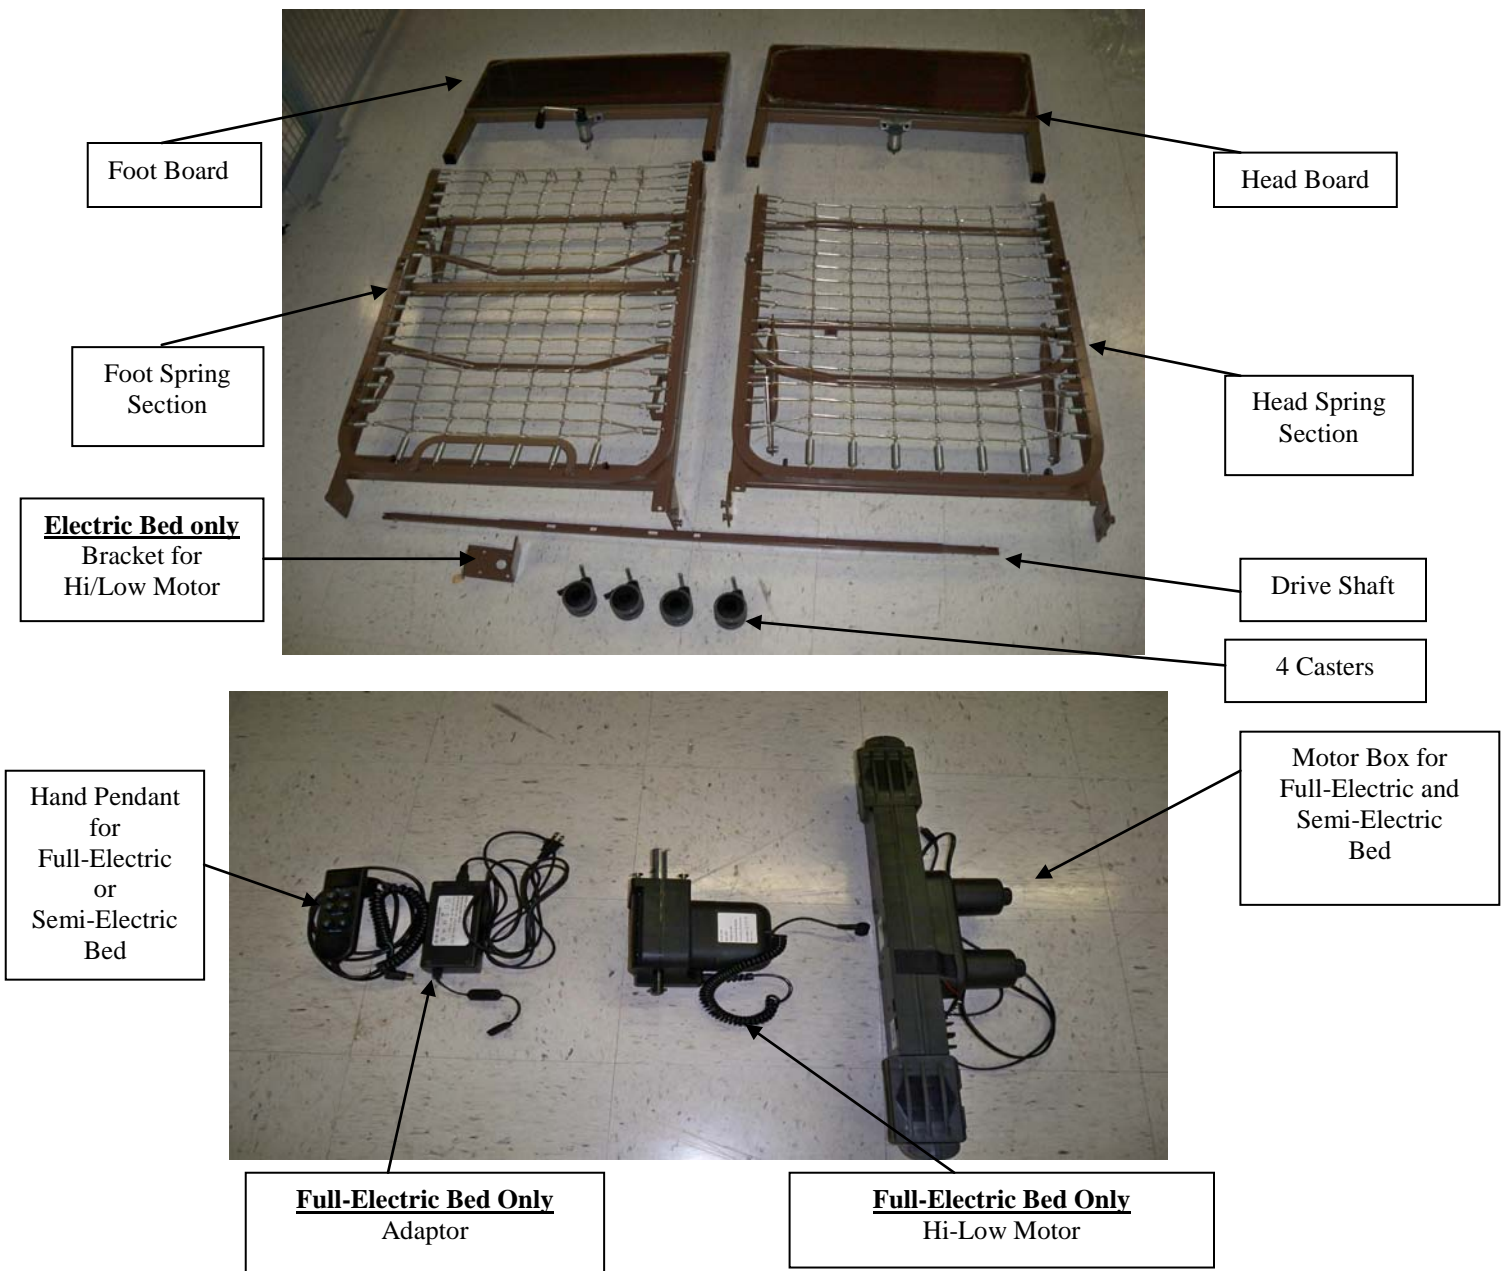 Foot Board
Head Board
Foot Spring
Section
Head Spring
Section
Electric Bed only
Bracket for
Hi/Low Motor
Drive Shaft
4 Casters
Hand Pendant
for
Full-Electric
or
Semi-Electric
Bed
Motor Box for
Full-Electric and
Semi-Electric
Bed
Full-Electric Bed Only
Adaptor
Full-Electric Bed Only
Hi-Low Motor